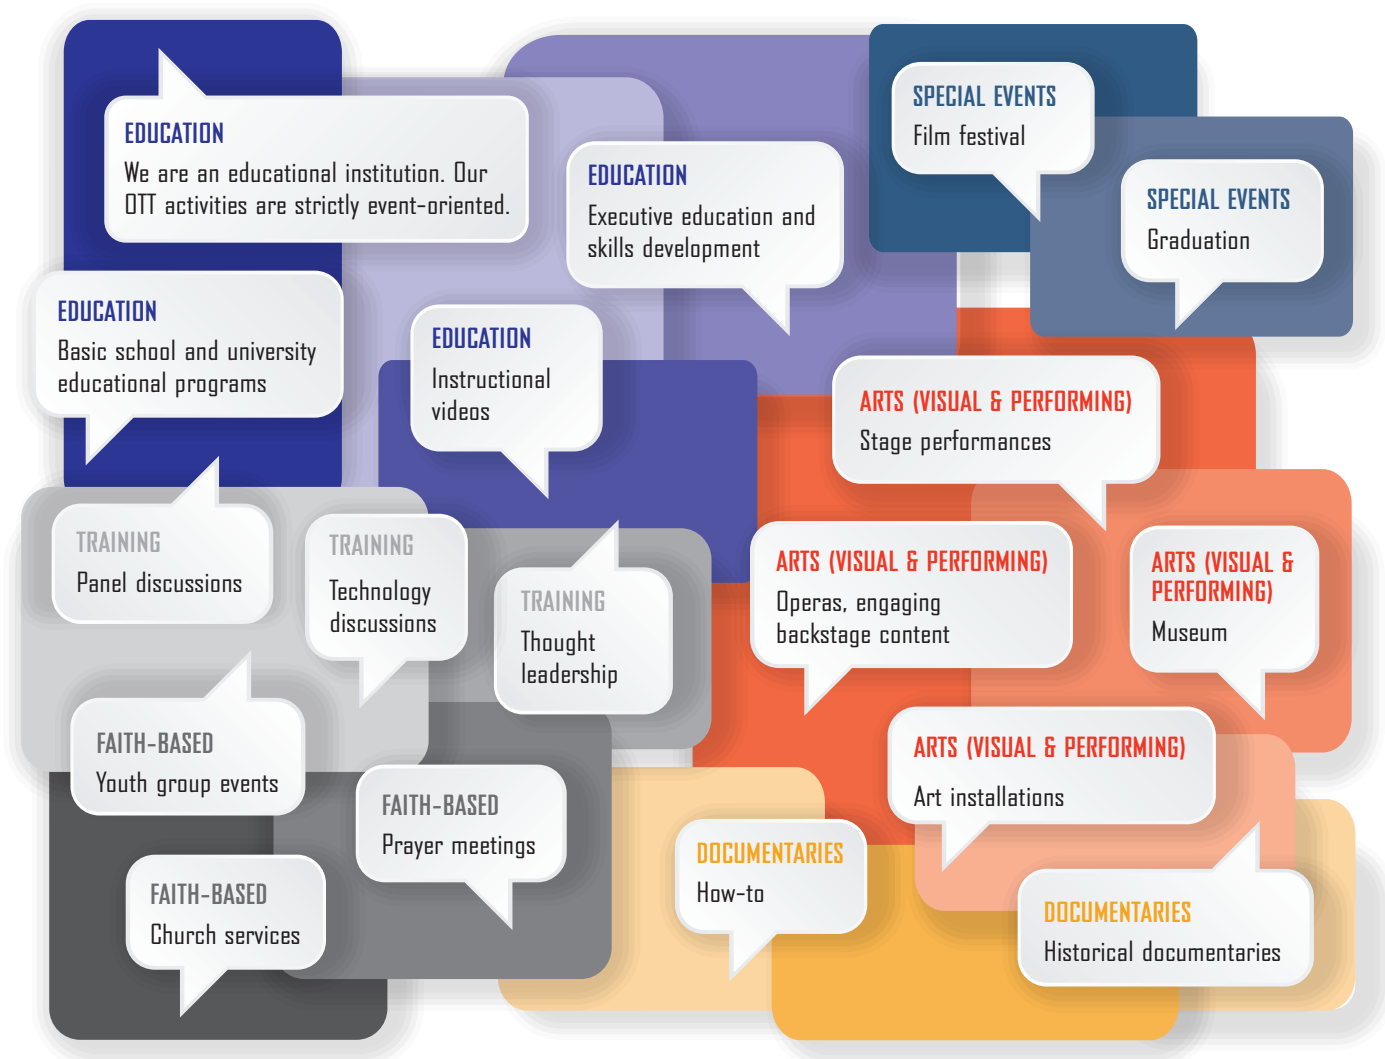 EDUCATION
We are an educational institution. Our
OTT activities are strictly event-oriented.
EDUCATION
Executive education and
skills development
SPECIAL EVENTS
Film festival
SPECIAL EVENTS
Graduation
EDUCATION
Basic school and university
educational programs
EDUCATION
Instructional
videos
ARTS (VISUAL & PERFORMING)
Stage performances
TRAINING
Panel discussions
TRAINING
Technology
discussions
TRAINING
Thought
leadership
ARTS (VISUAL & PERFORMING)
Operas, engaging
backstage content
ARTS (VISUAL &
PERFORMING)
Museum
FAITH-BASED
Youth group events
FAITH-BASED
Prayer meetings
ARTS (VISUAL & PERFORMING)
Art installations
FAITH-BASED
Church services
DOCUMENTARIES
How-to
DOCUMENTARIES
Historical documentaries